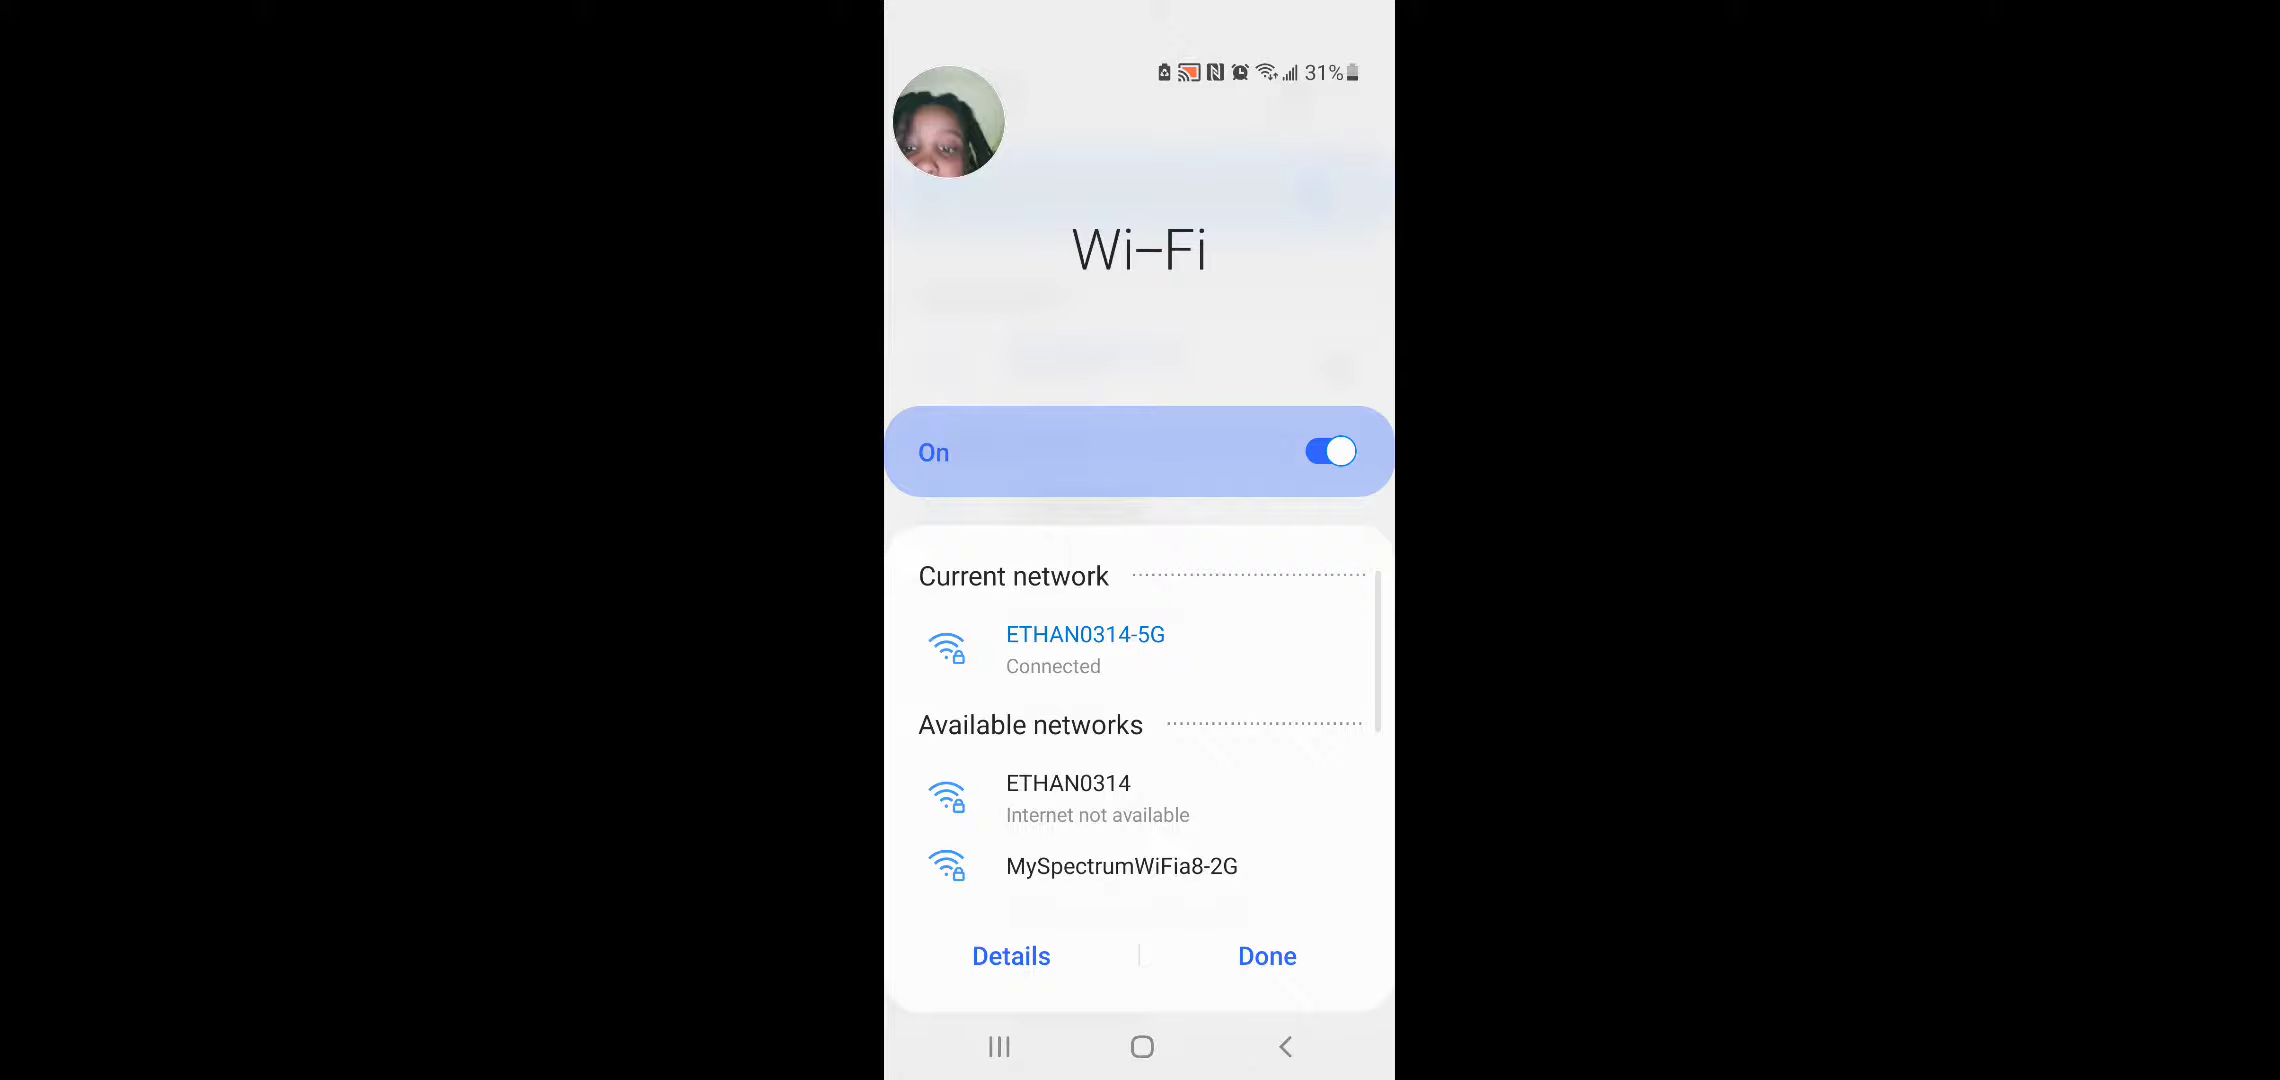 31%
Wi-Fi
On
Current network
ETHAN0314-5G
Connected
Available networks
ETHAN0314
Internet not available
MySpectrumWiFia8-2G
Details
Done